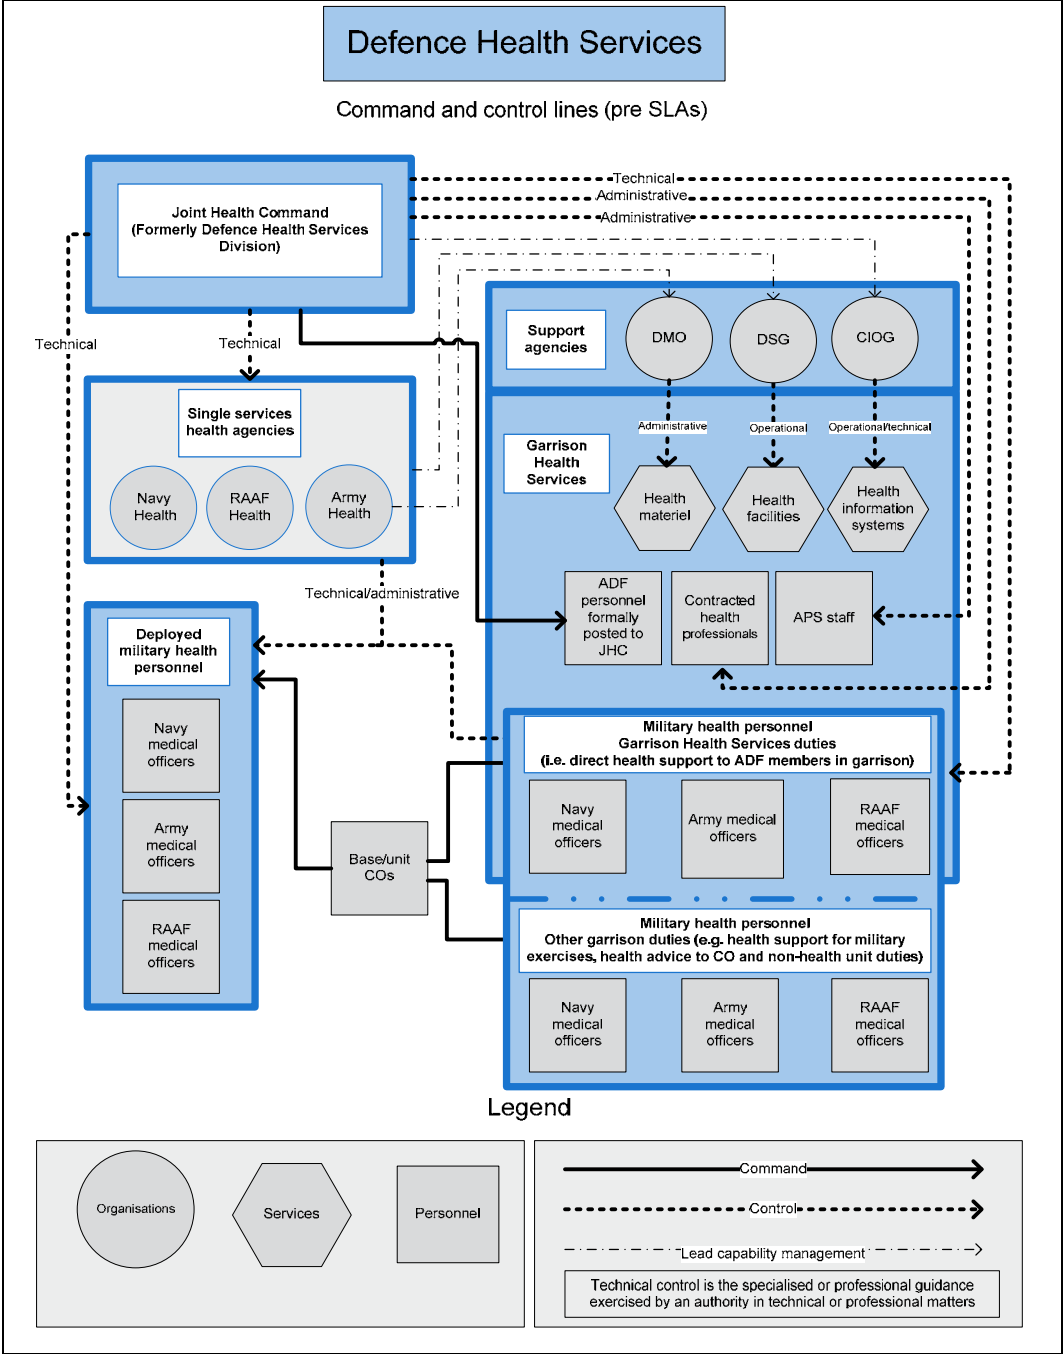 Defence Health Services
Command and control lines (pre SLAs)
Technical
Administrative
Administrative
Joint Health Command
(Formerly Defence Health Services
Division)
Support
agencies
DMO
DSG
CIOG
Technical
Technical
Single services
health agencies
Navy
Health
RAAF
Health
Army
Health
Administrative
Operational
Operational/technical
Garrison
Health
Services
Health
materiel
Health
facilities
Health
information
systems
Technical/administrative
ADF
personnel
formally
posted to
JHC
Contracted
health
professionals
APS staff
Deployed
military health
personnel
Navy
medical
officers
Army
medical
officers
RAAF
medical
officers
Base/unit
COs
Military health personnel
Garrison Health Services duties
(i.e. direct health support to ADF members in garrison)
Navy
medical
officers
Army medical
officers
RAAF
medical
officers
Military health personnel
Other garrison duties (e.g. health support for military
exercises, health advice to CO and non-health unit duties)
Navy
medical
officers
Army
medical
officers
RAAF
medical
officers
Legend
Organisations
Services
Personnel
Command
Control
Lead capability management
Technical control is the specialised or professional guidance
exercised by an authority in technical or professional matters